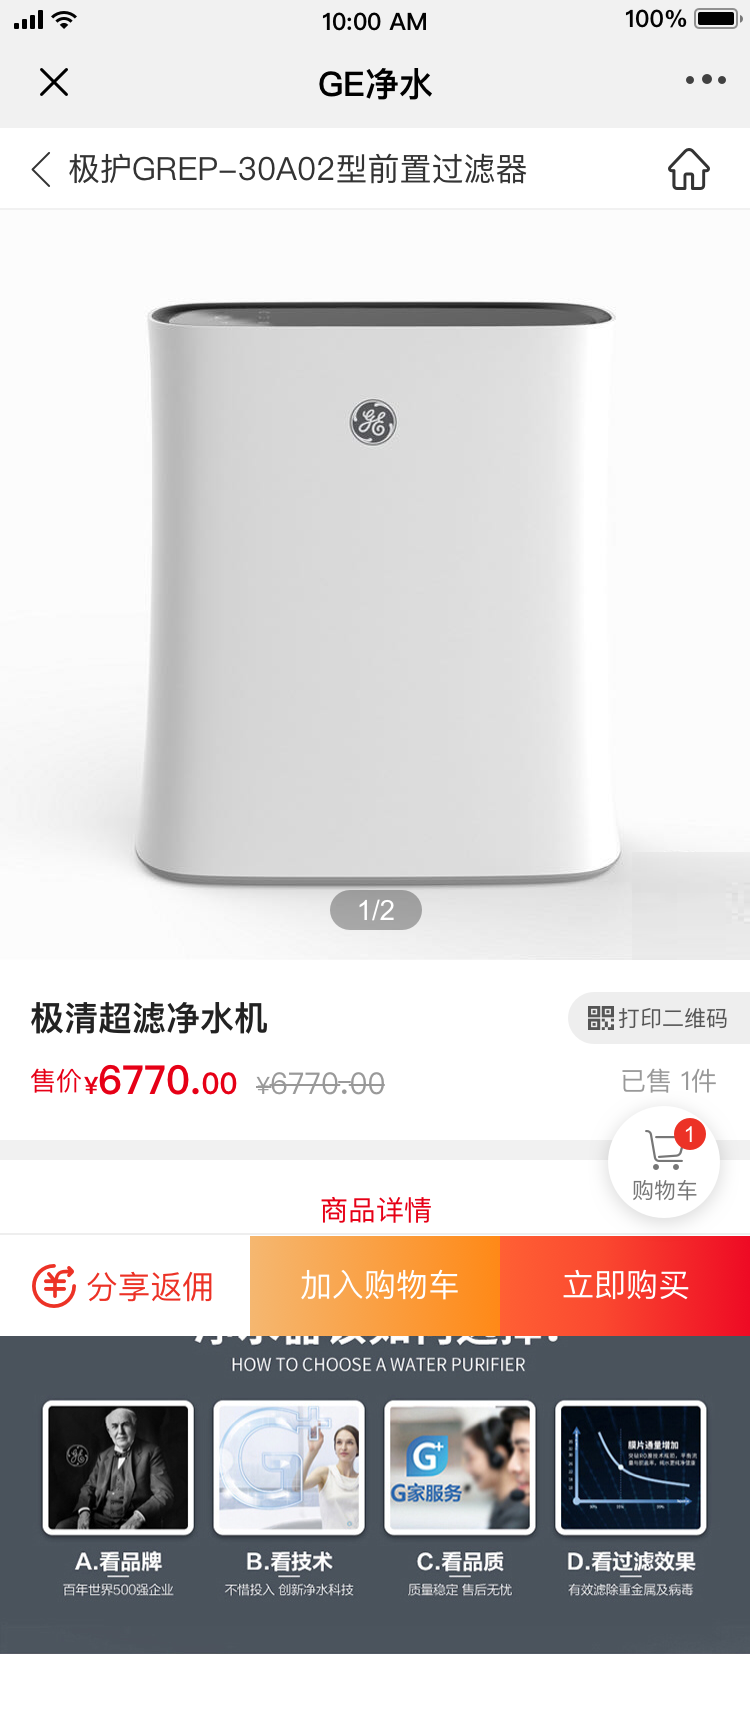 10:00 AM
100%
GE净水
极护GREP-30A02型前置过滤器
1/2
极清超滤净水机
打印二维码
售价¥6770.00 ¥6770.00
已售 1件
1
购物车
商品详情
分享返佣
加入购物车
立即购买
HOW TO CHOOSE A WATER PURIFIER
G+
G家服务
膜片通量增加
A.看品牌
百年世界500强企业
B.看技术
不惜投入 创新净水科技
C.看品质
质量稳定 售后无忧
D.看过滤效果
有效滤除重金属及病毒